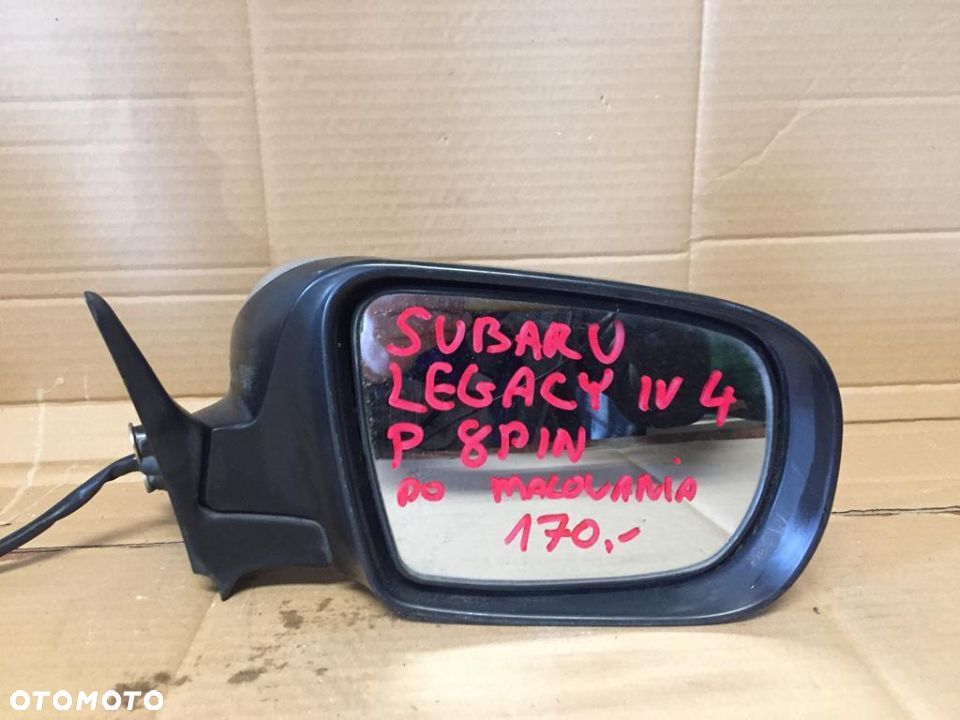 SUBARU
LEGACY IV 4
P 8PIN
DO MALOWANIA
170,-
OTOMOTO